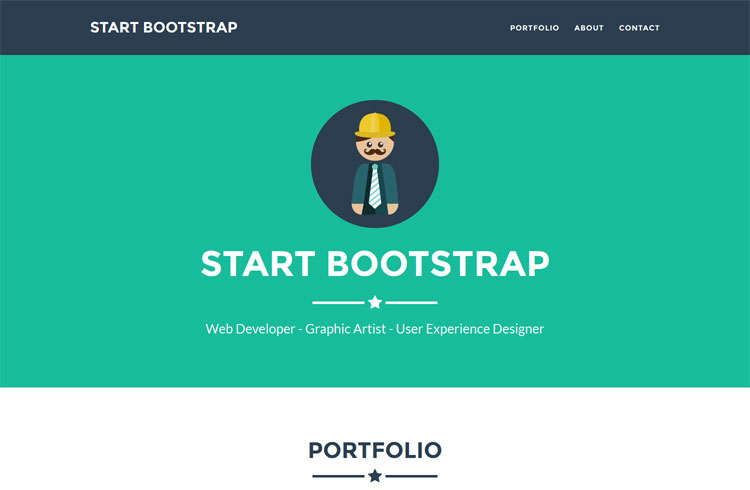 START BOOTSTRAP
PORTFOLIO ABOUT CONTACT
START BOOTSTRAP
Web Developer - Graphic Artist - User Experience Designer
PORTFOLIO